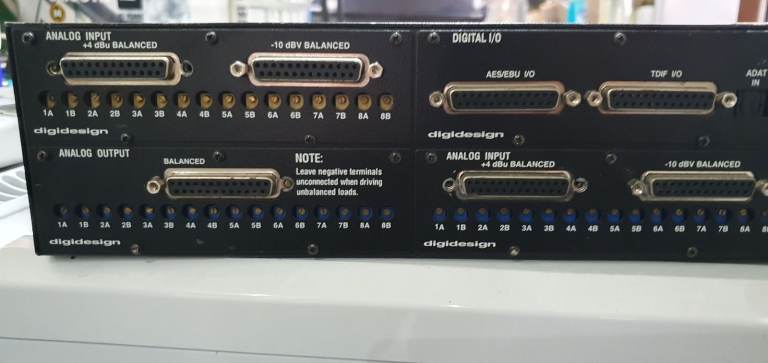 ANALOG INPUT
+4 dBu BALANCED
-10 dBV BALANCED
1A 1B 2A 2B 3A 3B 4A 4B 5A 5B 6A 6B 7A 7B 8A 8B
digidesign
DIGITAL I/O
AES/EBU I/O
TDIF I/O
ADAT
IN
digidesign
ANALOG OUTPUT
BALANCED
NOTE:
Leave negative terminals
unconnected when driving
unbalanced loads.
1A 1B 2A 2B 3A 3B 4A 4B 5A 5B 6A 6B 7A 7B 8A 8B
digidesign
ANALOG INPUT
+4 dBu BALANCED
-10 dBV BALANCED
1A 1B 2A 2B 3A 3B 4A 4B 5A 5B 6A 6B 7A 7B 8A
digidesign